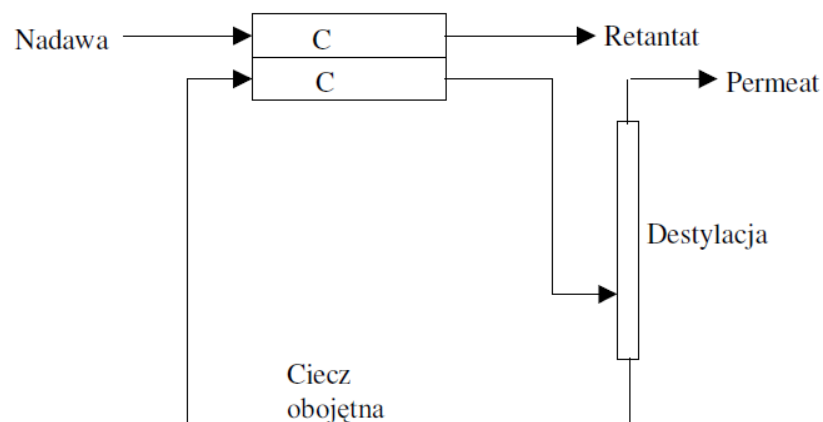 Nadawa
C
Retantat
C
Permeat
Destylacja
Ciecz
obojętna